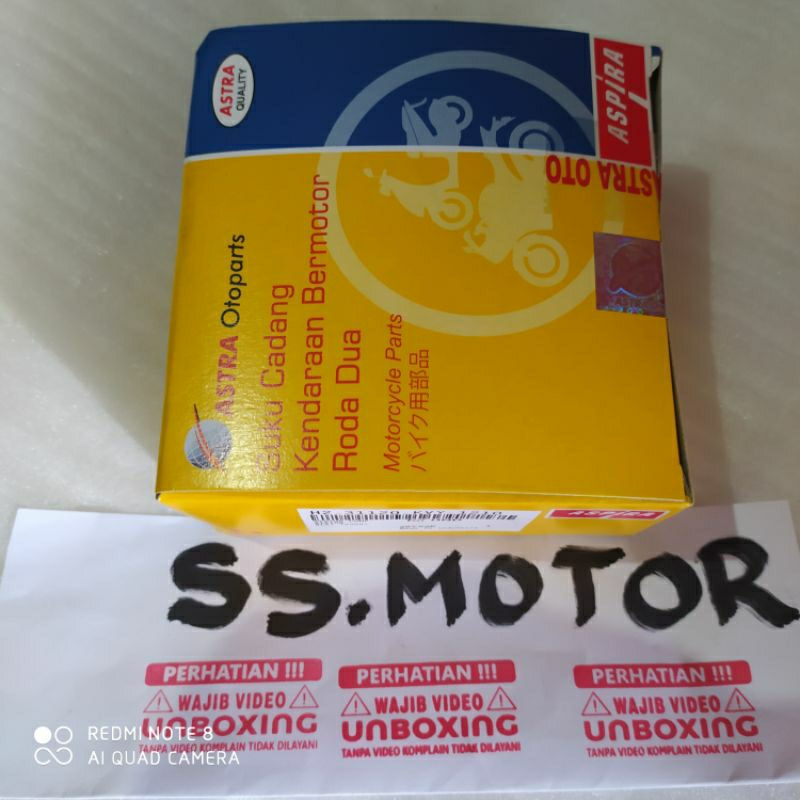 ASTRA
QUALITY
ASPIRA
ASTRA OTO
ASTRA Otoparts
Suku Cadang
Kendaraan Bermotor
Roda Dua
Motorcycle Parts
バイク用部品
ASPIRA
SS.MOTOR
PERHATIAN !!!
WAJIB VIDEO
UNBOXING
TANPA VIDEO KOMPLAIN TIDAK DILAYANI
PERHATIAN !!!
WAJIB VIDEO
UNBOXING
TANPA VIDEO KOMPLAIN TIDAK DILAYANI
PERHATIAN !!!
WAJIB VIDEO
UNBOXING
TANPA VIDEO KOMPLAIN TIDAK DILAYANI
REDMI NOTE 8
AI QUAD CAMERA